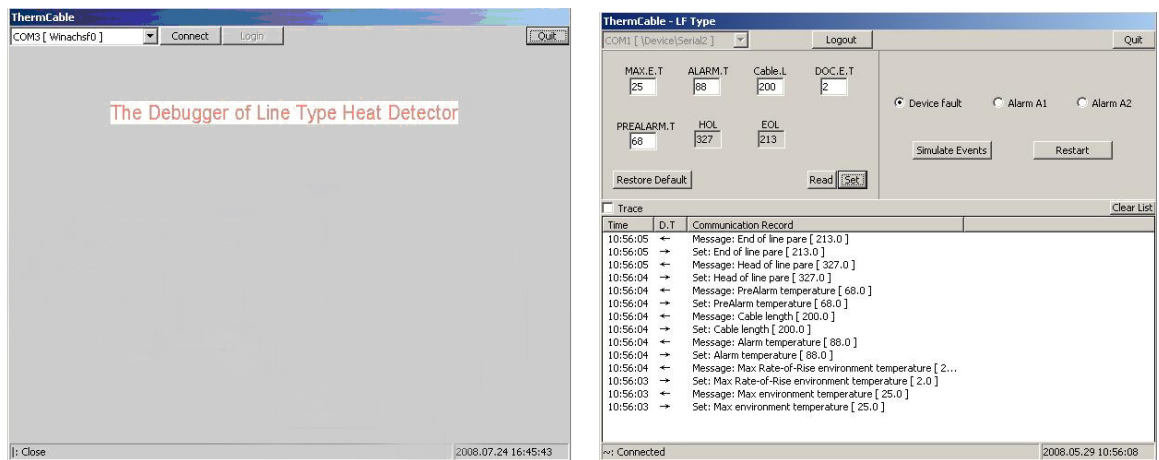 ThermCable
COM3 [ Winachsf0 ] Connect Login Quit
The Debugger of Line Type Heat Detector
|: Close 2008.07.24 16:45:43
ThermCable - LF Type
COM1 [ \Device\Serial2 ] Logout Quit
MAX.E.T ALARM.T Cable.L DOC.E.T
25 88 200 2
Device fault Alarm A1 Alarm A2
PREALARM.T HOL EOL
68 327 213
Simulate Events Restart
Restore Default Read Set
Trace Clear List
Time D.T Communication Record
10:56:05 ← Message: End of line pare [ 213.0 ]
10:56:05 → Set: End of line pare [ 213.0 ]
10:56:05 ← Message: Head of line pare [ 327.0 ]
10:56:04 → Set: Head of line pare [ 327.0 ]
10:56:04 ← Message: PreAlarm temperature [ 68.0 ]
10:56:04 → Set: PreAlarm temperature [ 68.0 ]
10:56:04 ← Message: Cable length [ 200.0 ]
10:56:04 → Set: Cable length [ 200.0 ]
10:56:04 ← Message: Alarm temperature [ 88.0 ]
10:56:04 → Set: Alarm temperature [ 88.0 ]
10:56:04 ← Message: Max Rate-of-Rise environment temperature [ 2...
10:56:03 → Set: Max Rate-of-Rise environment temperature [ 2.0 ]
10:56:03 ← Message: Max environment temperature [ 25.0 ]
10:56:03 → Set: Max environment temperature [ 25.0 ]
~: Connected 2008.05.29 10:56:08